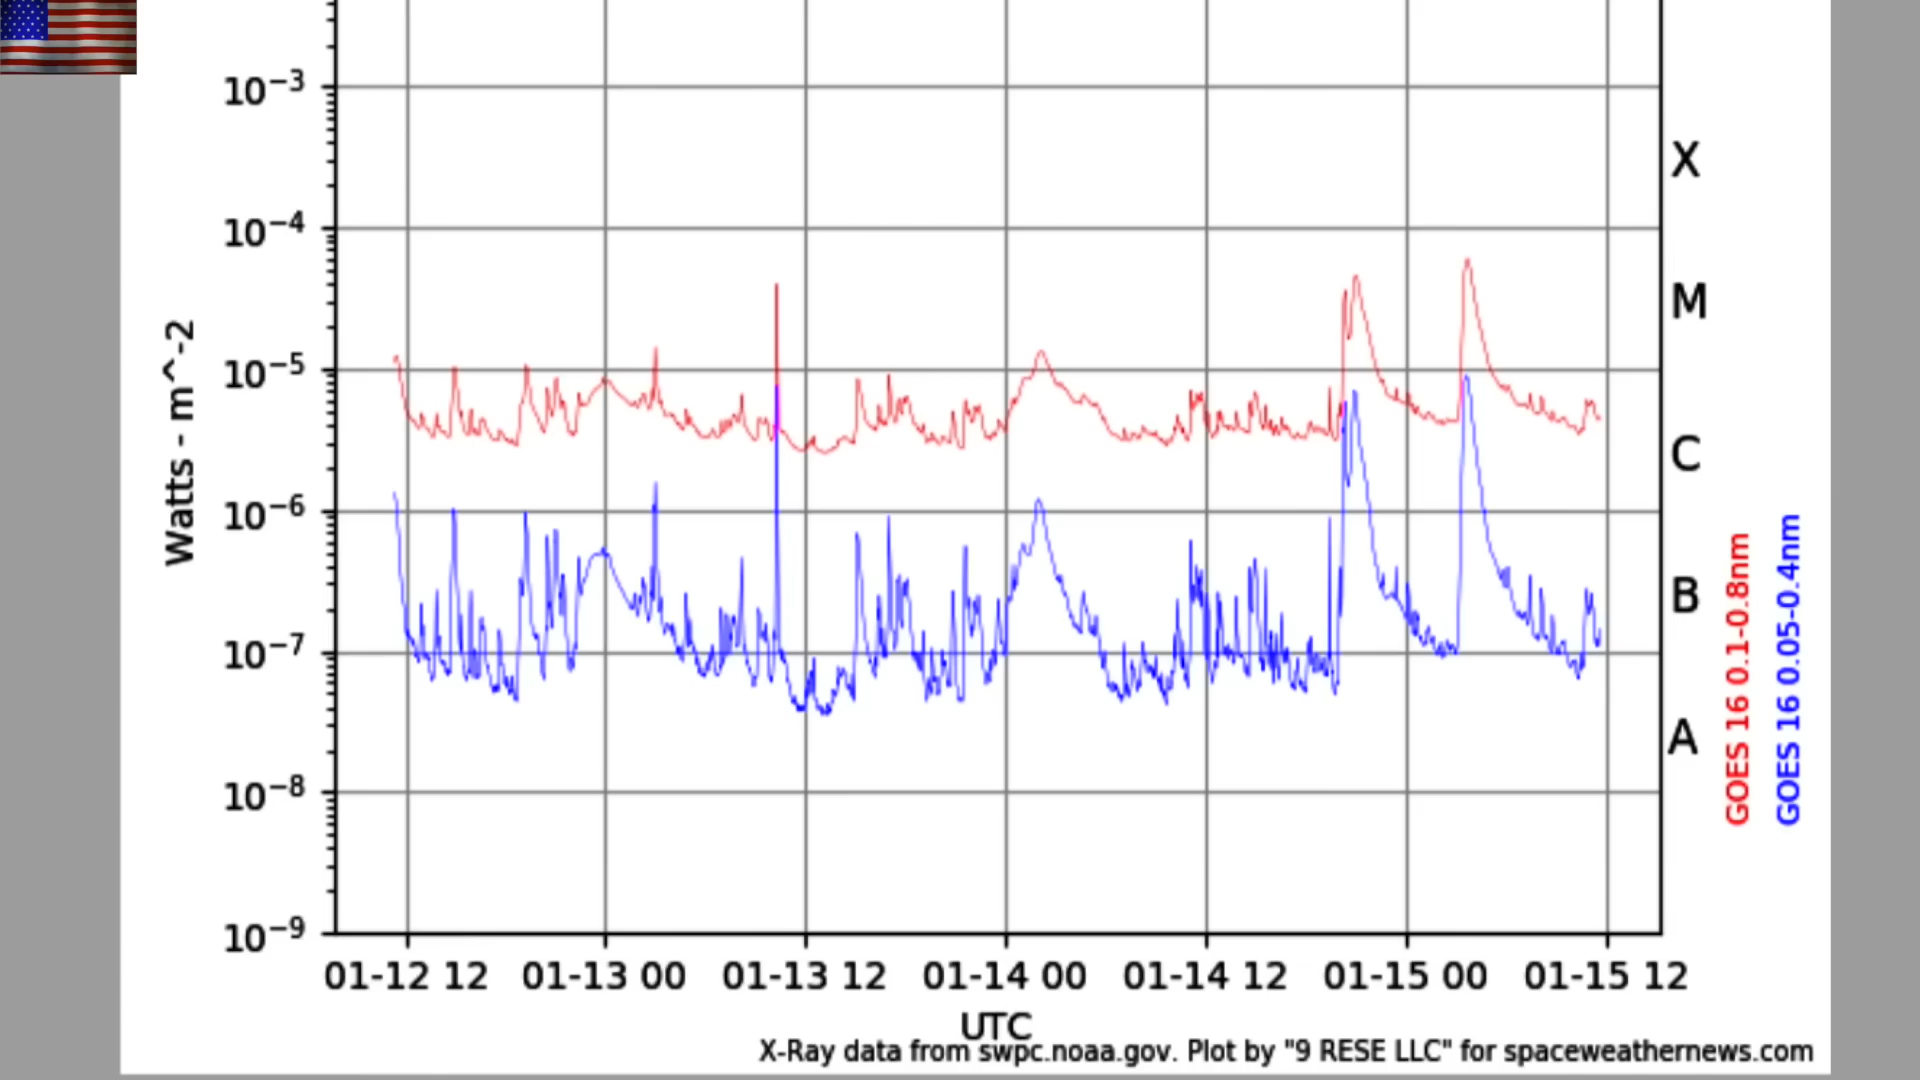 10−3
10−4
10−5
10−6
10−7
10−8
10−9
Watts - m^-2
X
M
C
B
A
GOES 16 0.1-0.8nm
GOES 16 0.05-0.4nm
01-12 12 01-13 00 01-13 12 01-14 00 01-14 12 01-15 00 01-15 12
UTC
X-Ray data from swpc.noaa.gov. Plot by "9 RESE LLC" for spaceweathernews.com